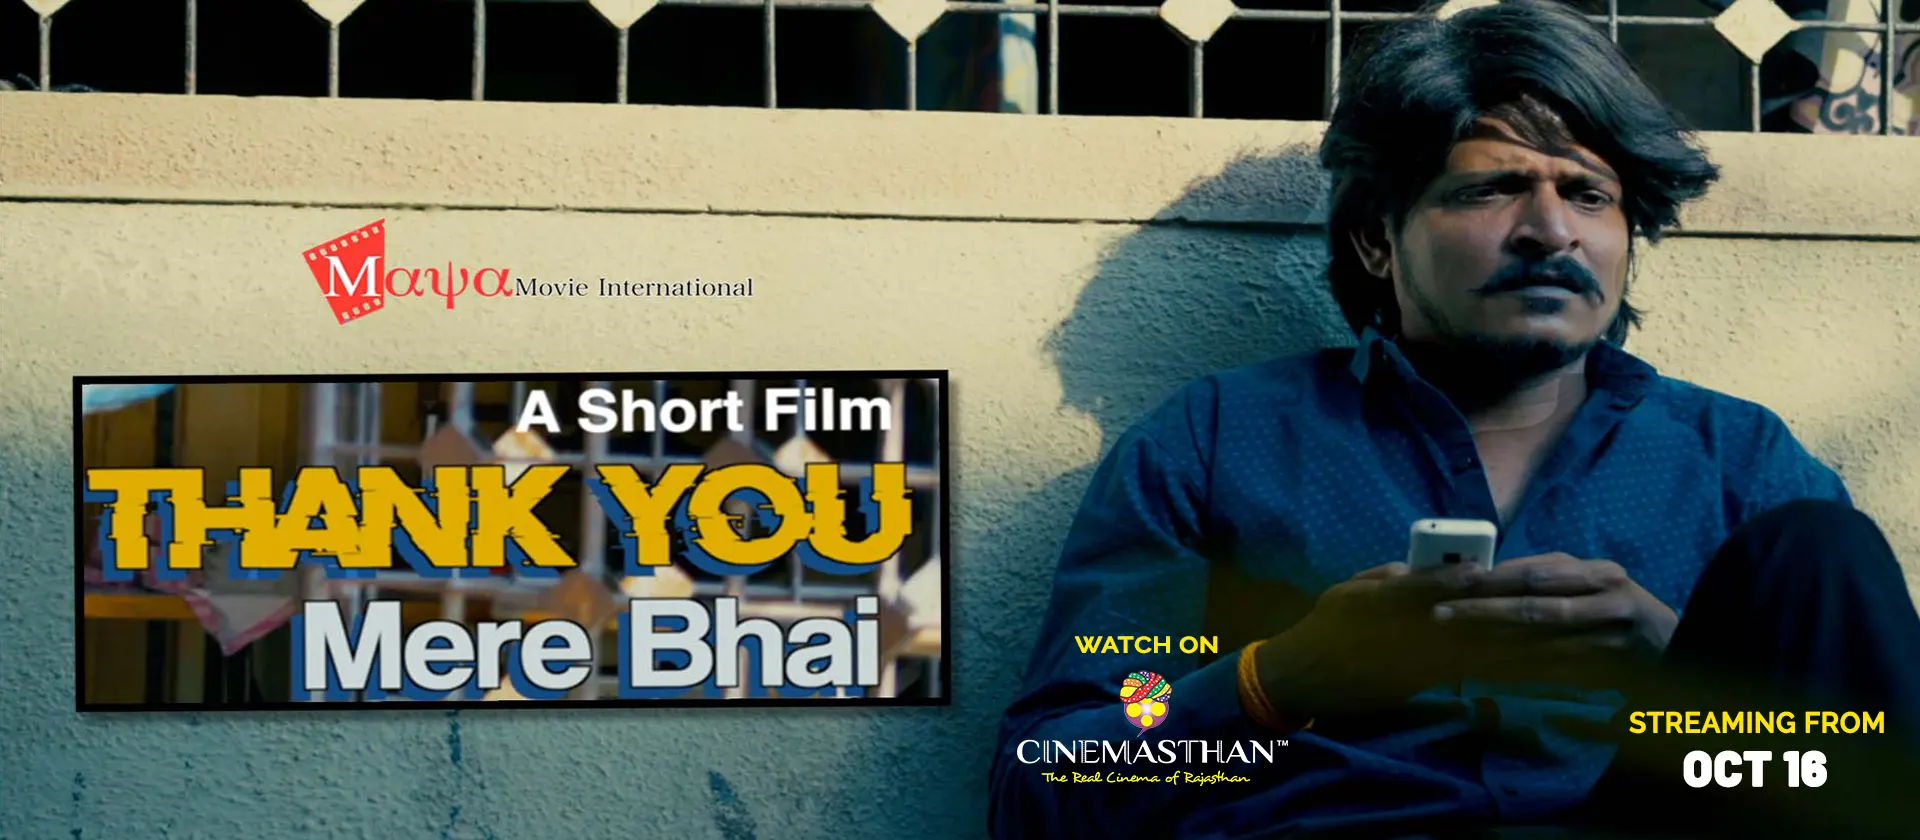 Mαψα Movie International
A Short Film
THANK YOU
Mere Bhai
WATCH ON
CINEMASTHAN™
The Real Cinema of Rajasthan
STREAMING FROM
OCT 16